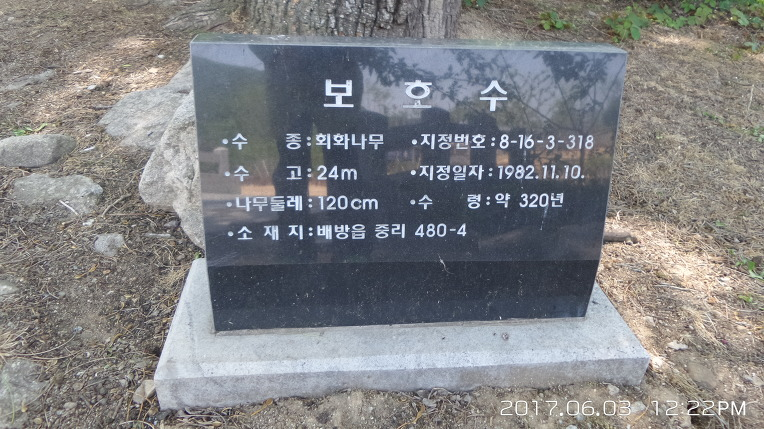 보 호 수
•수 종:회화나무 •지정번호:8-16-3-318
•수 고:24m •지정일자:1982.11.10.
•나무둘레:120cm •수 령:약 320년
•소 재 지:배방읍 중리 480-4
2017.06.03 12:22PM